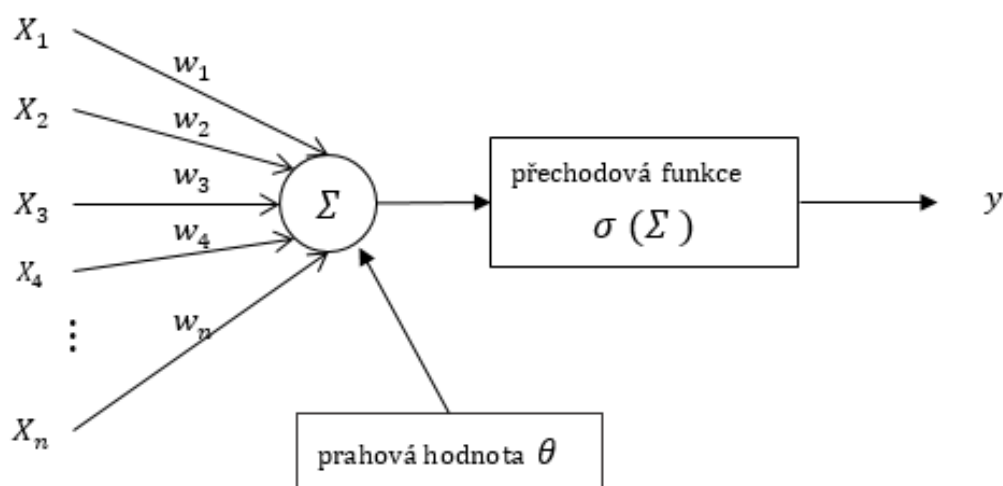 X₁
w₁
X₂
w₂
X₃
w₃
Σ
přechodová funkce
σ (Σ)
y
X₄
w₄
⋮
wₙ
Xₙ
prahová hodnota θ